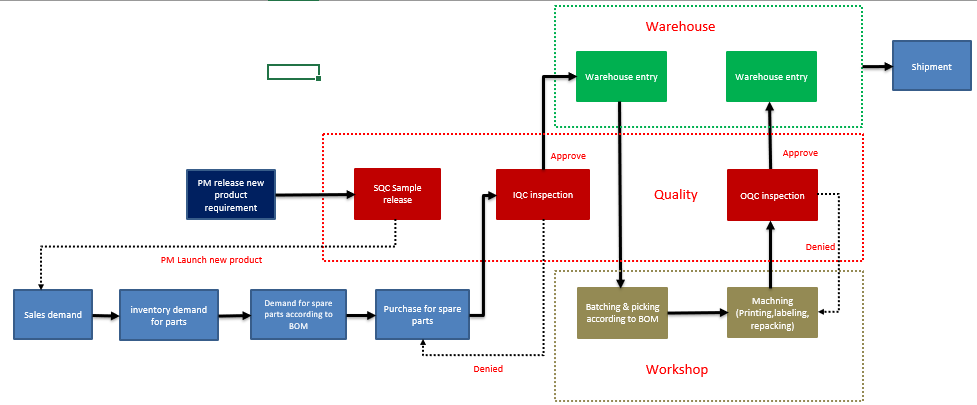 Warehouse
Warehouse entry
Warehouse entry
Shipment
Approve
Approve
PM release new
product
requirement
SQC Sample
release
IQC inspection
Quality
OQC inspection
Denied
PM Launch new product
Sales demand
inventory demand
for parts
Demand for spare
parts according to
BOM
Purchase for spare
parts
Batching & picking
according to BOM
Machning
(Printing,labeling,
repacking)
Denied
Workshop